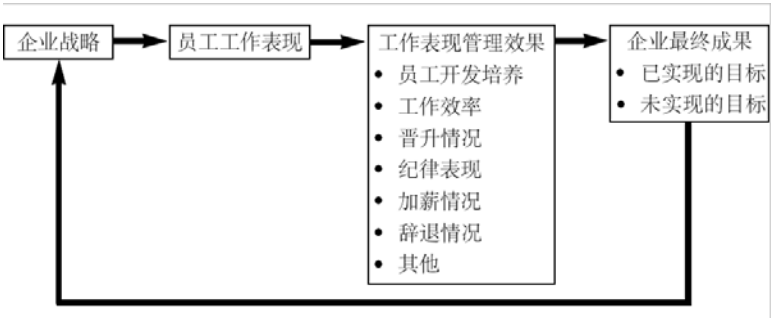 企业战略
员工工作表现
工作表现管理效果
• 员工开发培养
• 工作效率
• 晋升情况
• 纪律表现
• 加薪情况
• 辞退情况
• 其他
企业最终成果
• 已实现的目标
• 未实现的目标